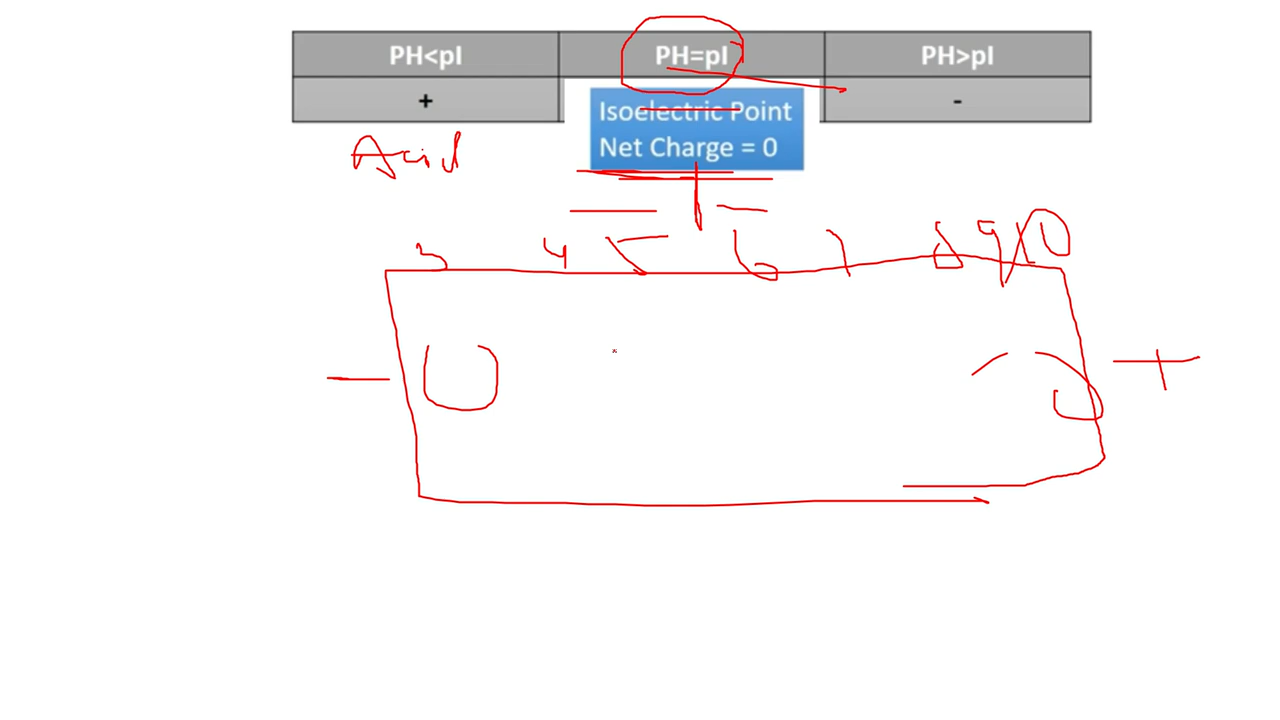 PH<pI PH=pI PH>pI
+ -
Isoelectric Point
Net Charge = 0
Acid
3 4 5 6 7 8 9 10
- +